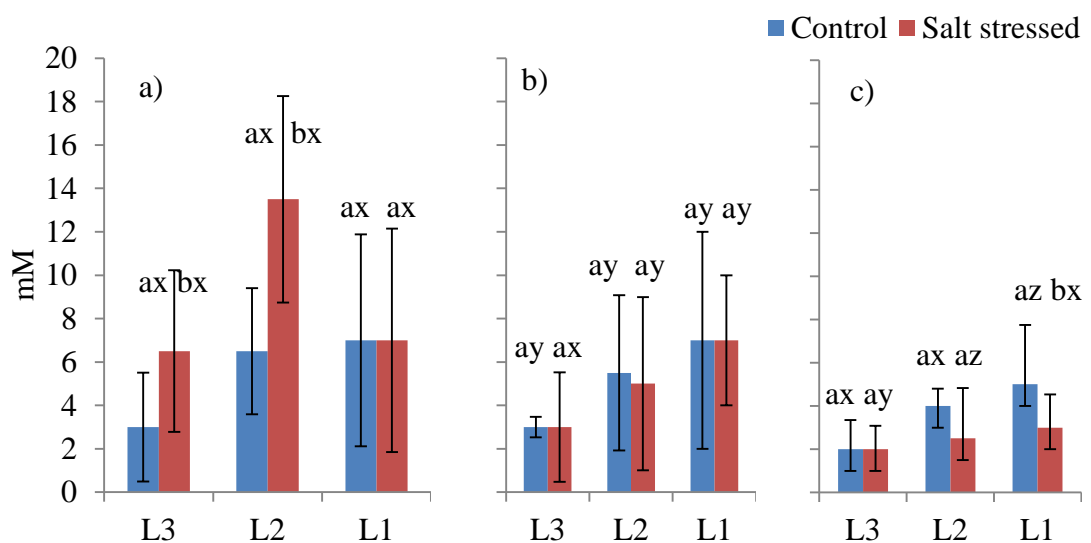 Control Salt stressed
mM
20
18
16
14
12
10
8
6
4
2
0
a)
ax bx
ax bx
ax ax
L3 L2 L1
b)
ay ax
ay ay
ay ay
L3 L2 L1
c)
ax ay
ax az
az bx
L3 L2 L1